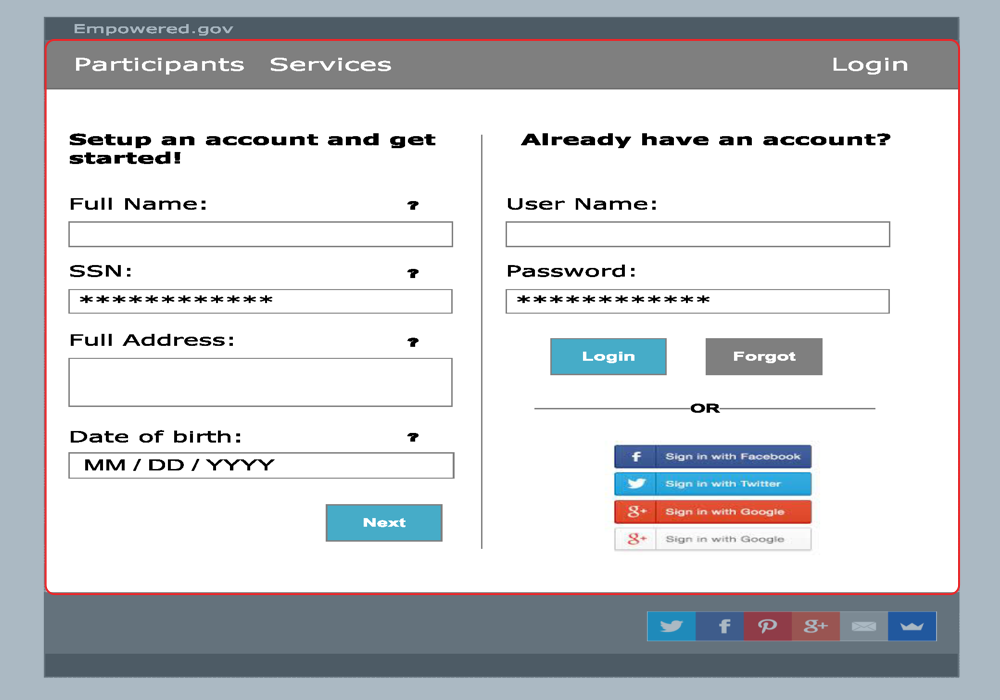 Empowered.gov
Participants Services Login
Setup an account and get
started!
Full Name: ?
SSN: ?
************
Full Address: ?
Date of birth: ?
MM / DD / YYYY
Next
Already have an account?
User Name:
Password:
************
Login Forgot
OR
f Sign in with Facebook
Sign in with Twitter
g+ Sign in with Google
g+ Sign in with Google
f g+